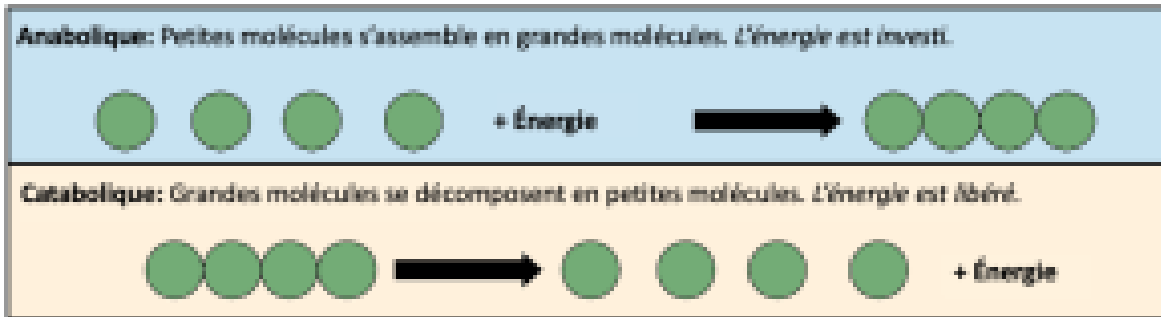 Anabolique: Petites molécules s'assemble en grandes molécules. L'énergie est investi.
+ Énergie
Catabolique: Grandes molécules se décomposent en petites molécules. L'énergie est libéré.
+ Énergie